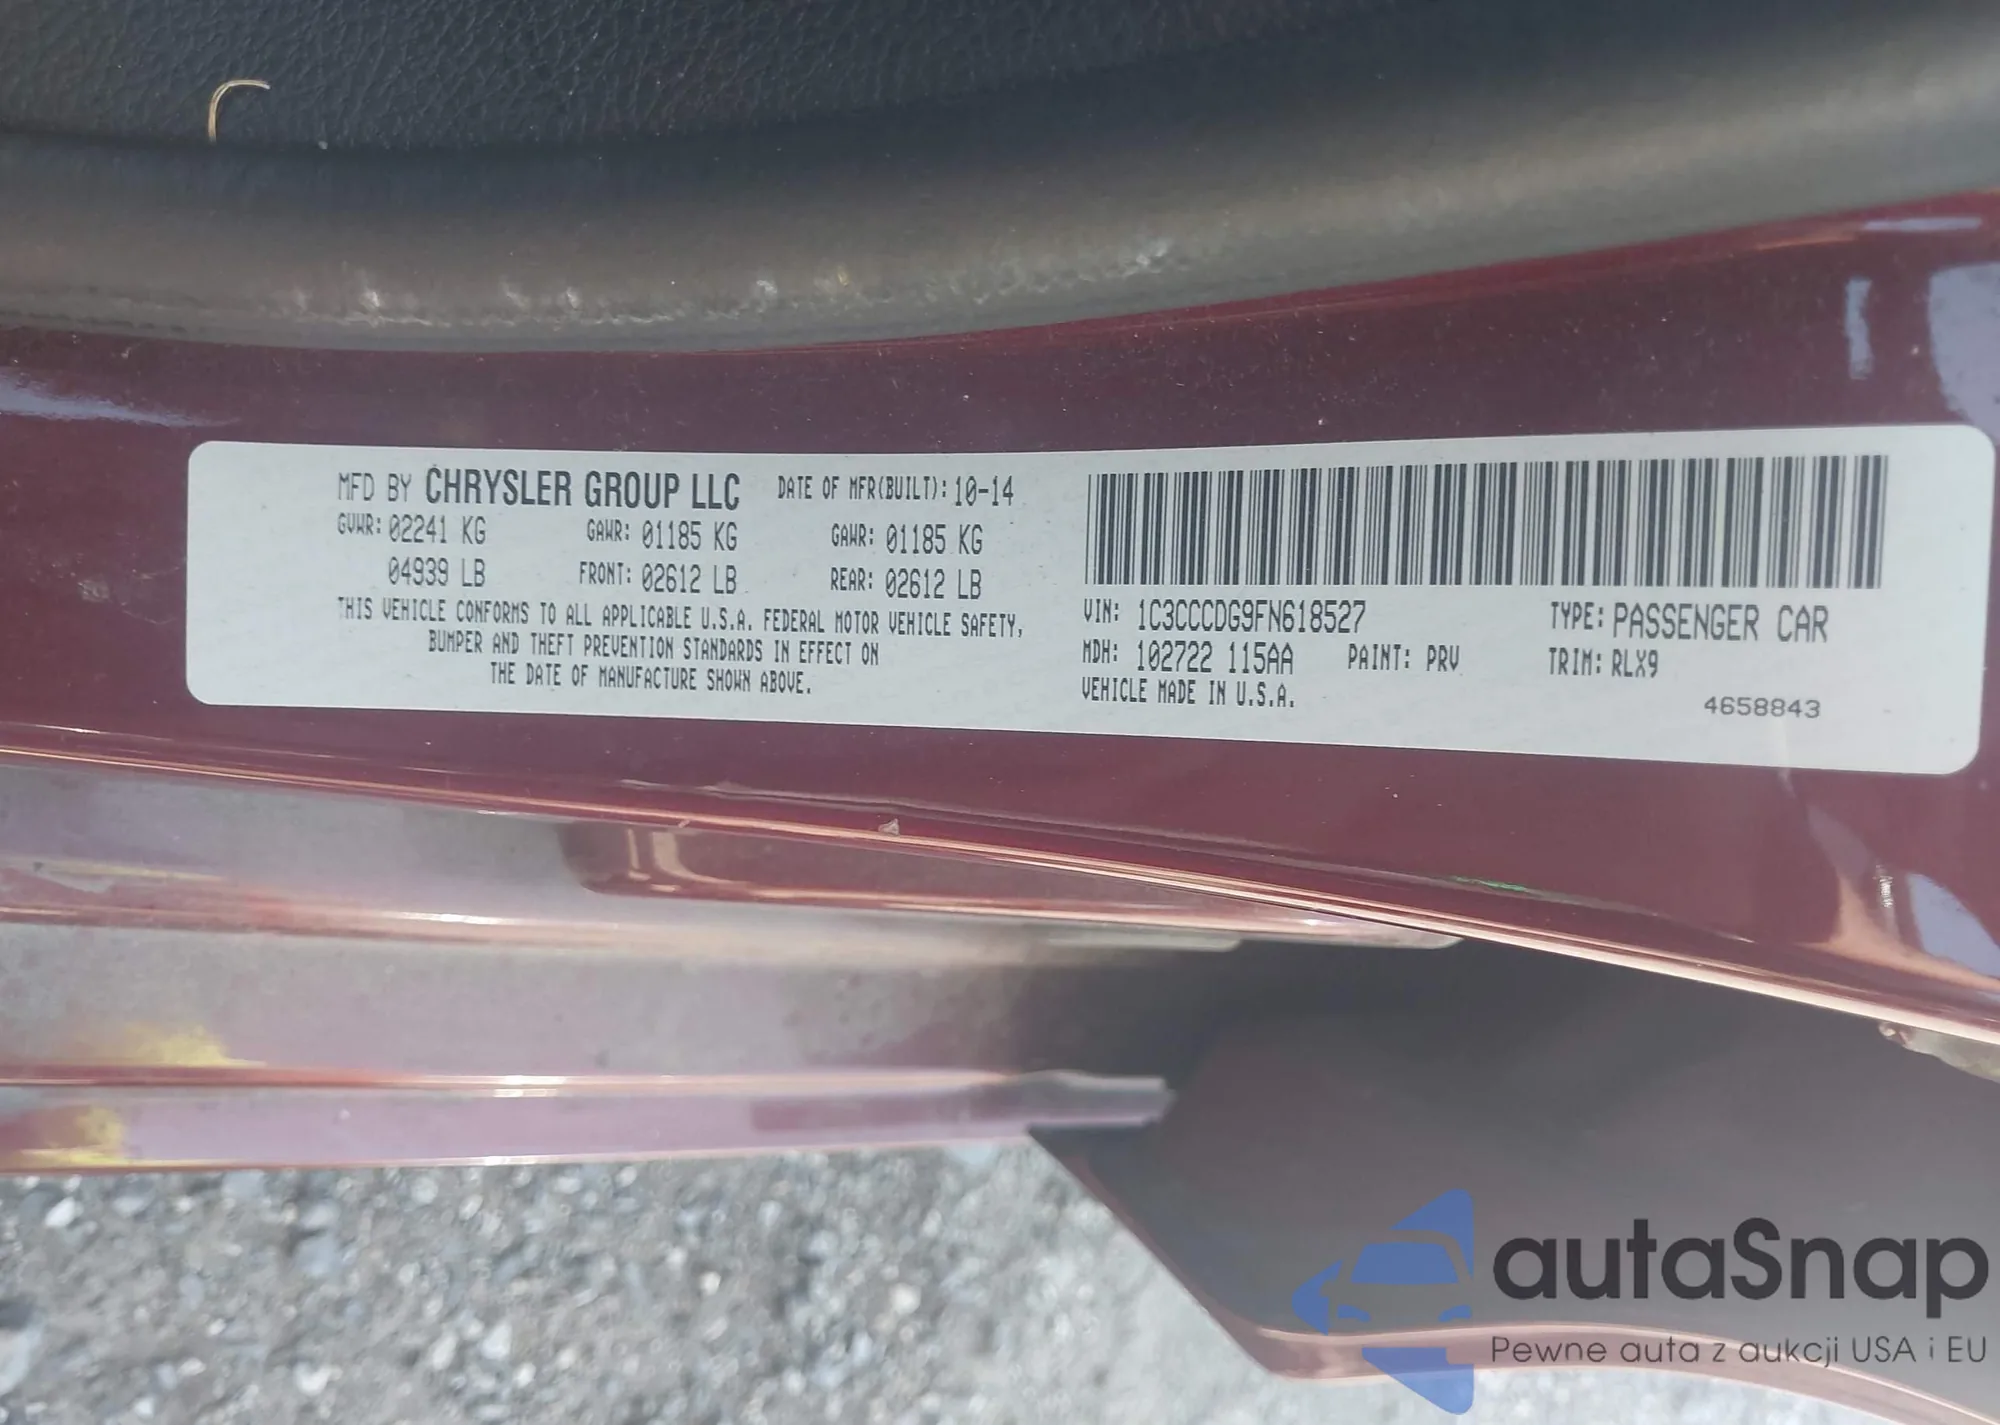 MFD BY CHRYSLER GROUP LLC DATE OF MFR(BUILT): 10-14
GVWR: 02241 KG GAWR: 01185 KG GAWR: 01185 KG
04939 LB FRONT: 02612 LB REAR: 02612 LB
THIS VEHICLE CONFORMS TO ALL APPLICABLE U.S.A. FEDERAL MOTOR VEHICLE SAFETY,
BUMPER AND THEFT PREVENTION STANDARDS IN EFFECT ON
THE DATE OF MANUFACTURE SHOWN ABOVE.
VIN: 1C3CCCDG9FN618527 TYPE: PASSENGER CAR
MDH: 102722 115AA PAINT: PRV TRIM: RLX9
VEHICLE MADE IN U.S.A.
4658843
autaSnap
Pewne auta z aukcji USA i EU